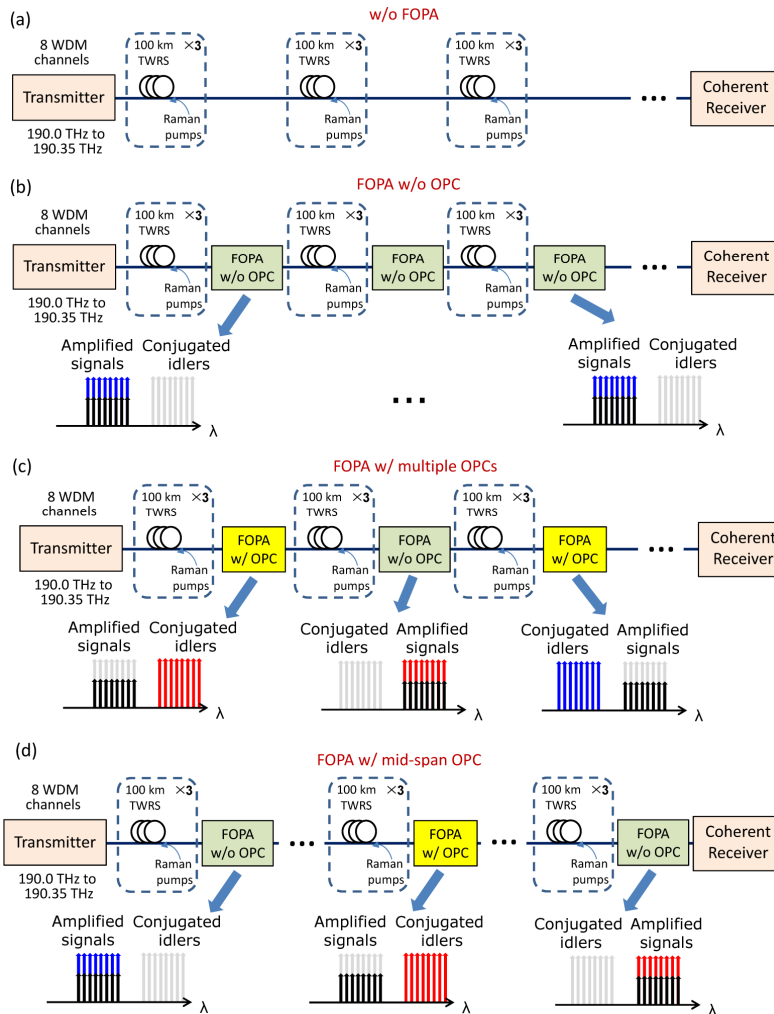 (a)
w/o FOPA
8 WDM
channels
Transmitter
190.0 THz to
190.35 THz
100 km ×3
TWRS
Raman
pumps
100 km ×3
TWRS
Raman
pumps
100 km ×3
TWRS
Raman
pumps
...
Coherent
Receiver
(b)
FOPA w/o OPC
8 WDM
channels
Transmitter
190.0 THz to
190.35 THz
100 km ×3
TWRS
Raman
pumps
FOPA
w/o OPC
100 km ×3
TWRS
Raman
pumps
FOPA
w/o OPC
100 km ×3
TWRS
Raman
pumps
FOPA
w/o OPC
...
Coherent
Receiver
Amplified
signals
Conjugated
idlers
λ
...
Amplified
signals
Conjugated
idlers
λ
(c)
FOPA w/ multiple OPCs
8 WDM
channels
Transmitter
190.0 THz to
190.35 THz
100 km ×3
TWRS
Raman
pumps
FOPA
w/ OPC
100 km ×3
TWRS
Raman
pumps
FOPA
w/o OPC
100 km ×3
TWRS
Raman
pumps
FOPA
w/ OPC
...
Coherent
Receiver
Amplified
signals
Conjugated
idlers
λ
Conjugated
idlers
Amplified
signals
λ
Conjugated
idlers
Amplified
signals
λ
(d)
FOPA w/ mid-span OPC
8 WDM
channels
Transmitter
190.0 THz to
190.35 THz
100 km ×3
TWRS
Raman
pumps
FOPA
w/o OPC
...
100 km ×3
TWRS
Raman
pumps
FOPA
w/ OPC
...
100 km ×3
TWRS
Raman
pumps
FOPA
w/o OPC
Coherent
Receiver
Amplified
signals
Conjugated
idlers
λ
Amplified
signals
Conjugated
idlers
λ
Conjugated
idlers
Amplified
signals
λ